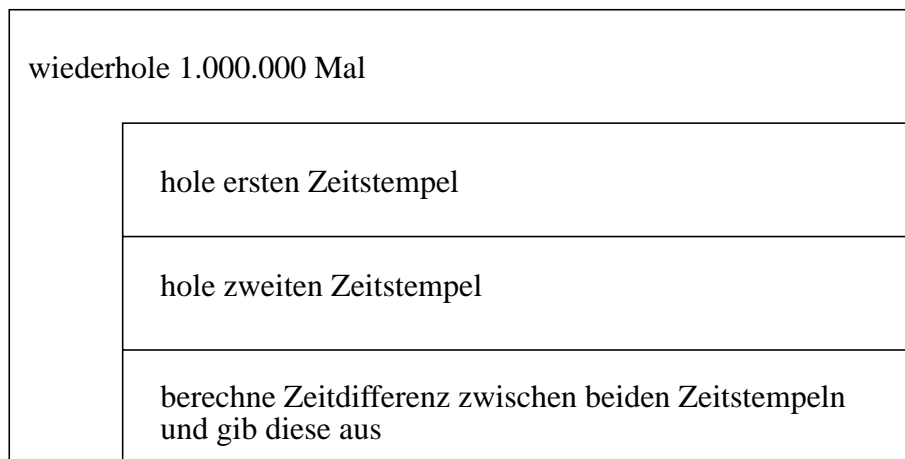 wiederhole 1.000.000 Mal
hole ersten Zeitstempel
hole zweiten Zeitstempel
berechne Zeitdifferenz zwischen beiden Zeitstempeln
und gib diese aus